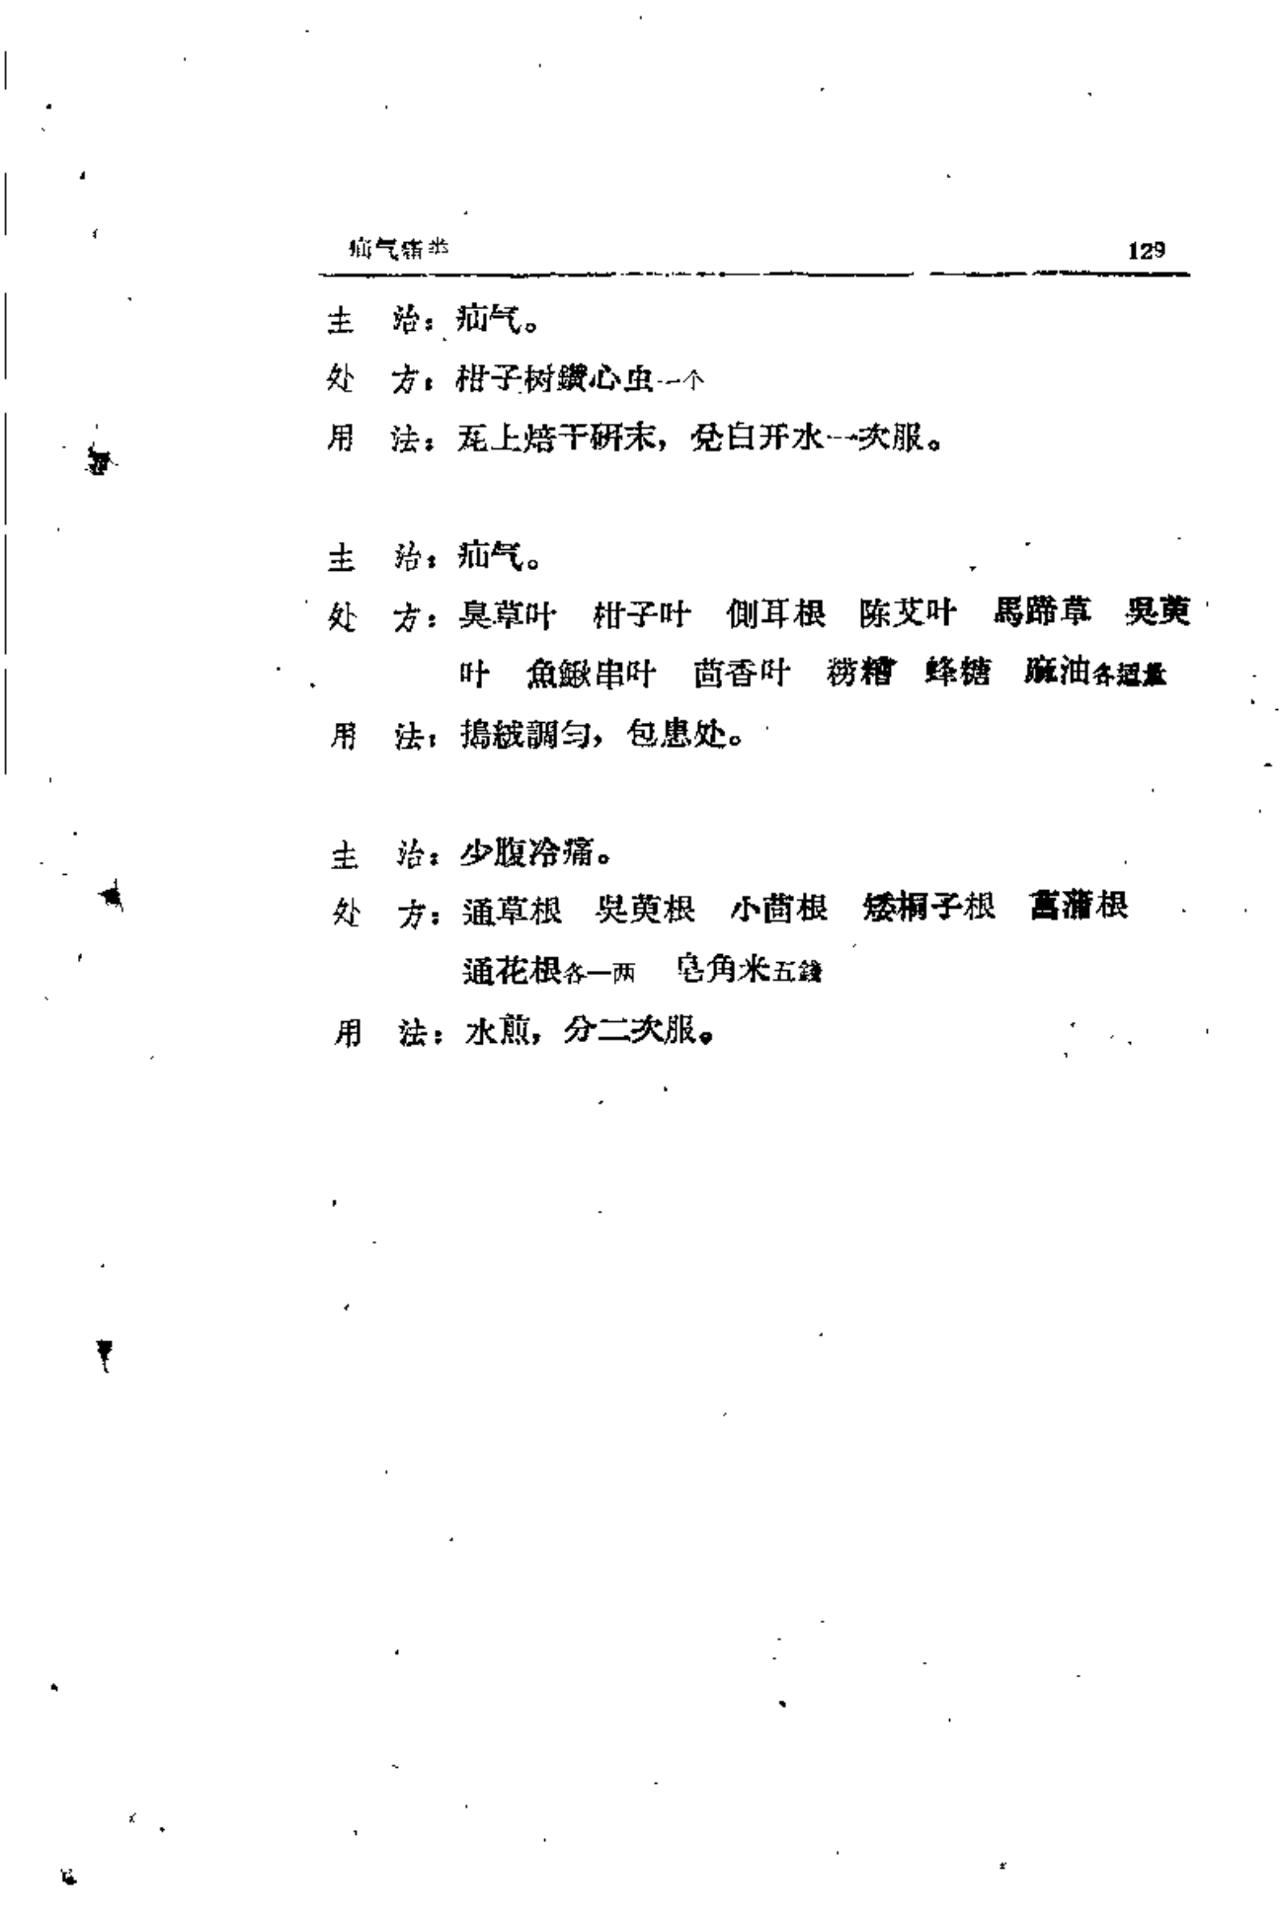 疝气痛类 129
主 治：疝气。
处 方：柑子树鑽心虫一个
用 法：瓦上焙干研末，兑白开水一次服。
主 治：疝气。
处 方：臭草叶 柑子叶 側耳根 陈艾叶 馬蹄草 吳萸
叶 魚鰍串叶 茴香叶 捞糟 蜂糖 麻油各适量
用 法：搗絨調匀，包患处。
主 治：少腹冷痛。
处 方：通草根 吳萸根 小茴根 矮桐子根 菖蒲根
通花根各一两 皂角米五錢
用 法：水煎，分二次服。